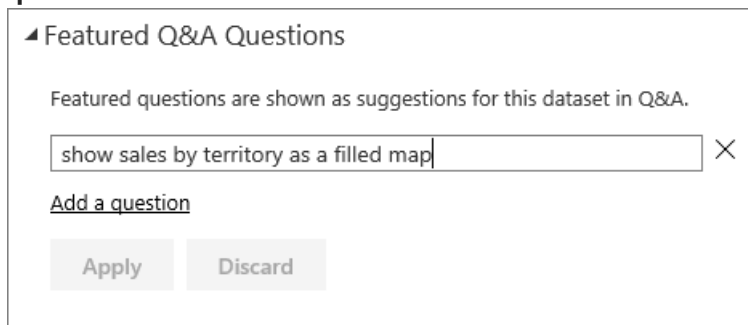 Featured Q&A Questions
Featured questions are shown as suggestions for this dataset in Q&A.
show sales by territory as a filled map
Add a question
Apply Discard